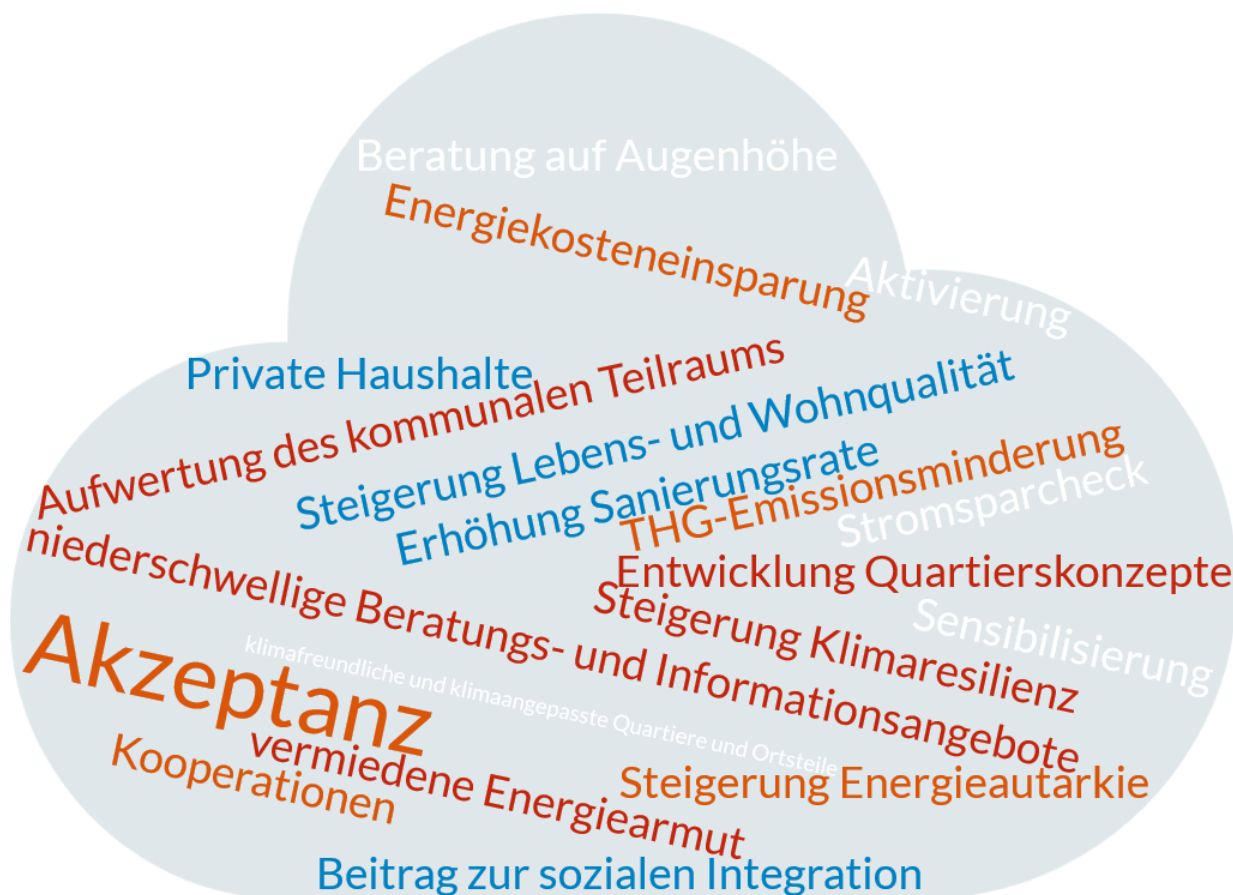 Beratung auf Augenhöhe
Energiekosteneinsparung
Aktivierung
Private Haushalte
Aufwertung des kommunalen Teilraums
Steigerung Lebens- und Wohnqualität
Erhöhung Sanierungsrate
THG-Emissionsminderung
Stromsparcheck
niederschwellige Beratungs- und Informationsangebote
Entwicklung Quartierskonzepte
Steigerung Klimaresilienz
Sensibilisierung
Akzeptanz
klimafreundliche und klimaangepasste Quartiere und Ortsteile
Kooperationen
vermiedene Energiearmut
Steigerung Energieautarkie
Beitrag zur sozialen Integration